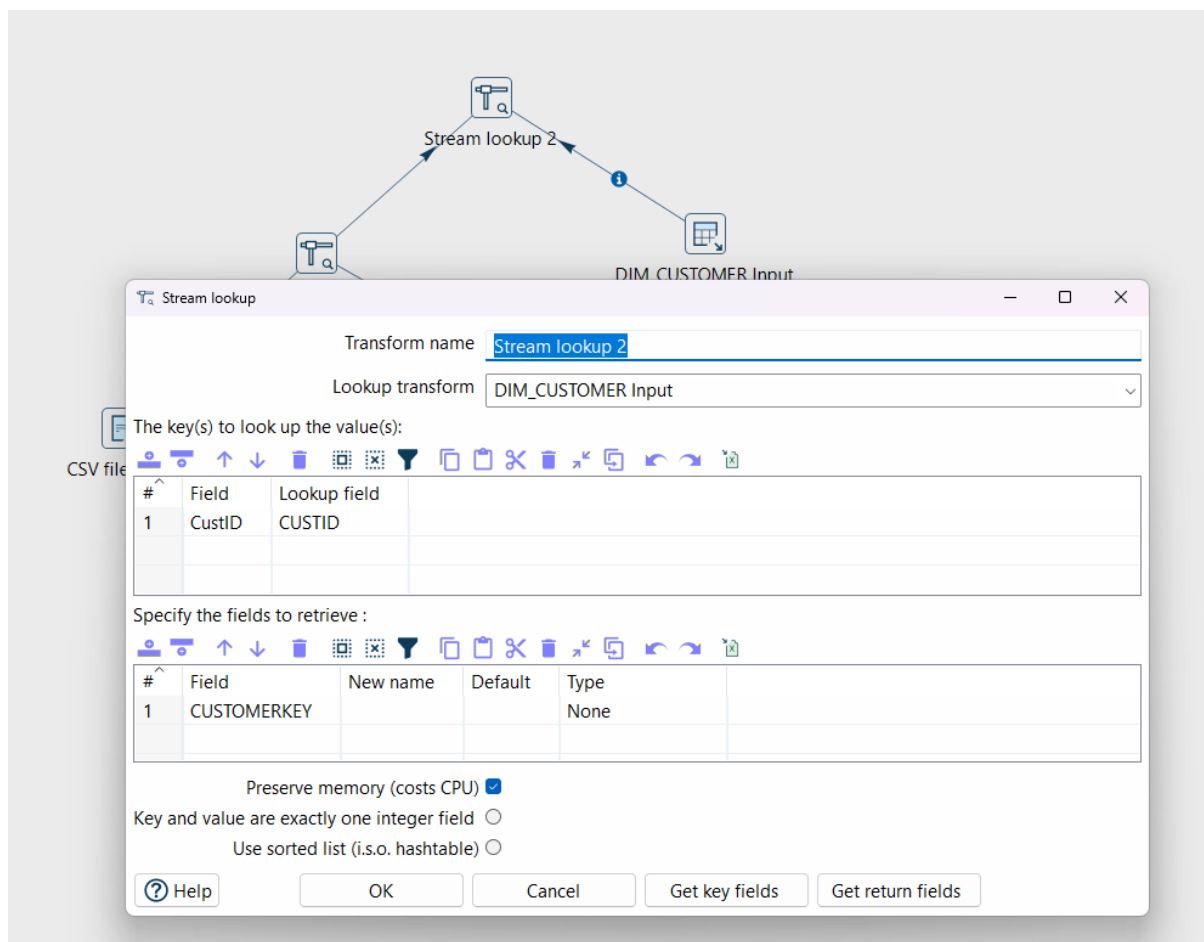 Stream lookup 2
DIM_CUSTOMER Input
CSV file
Stream lookup
Transform name Stream lookup 2
Lookup transform DIM_CUSTOMER Input
The key(s) to look up the value(s):
# Field Lookup field
1 CustID CUSTID
Specify the fields to retrieve :
# Field New name Default Type
1 CUSTOMERKEY None
Preserve memory (costs CPU)
Key and value are exactly one integer field
Use sorted list (i.s.o. hashtable)
Help OK Cancel Get key fields Get return fields